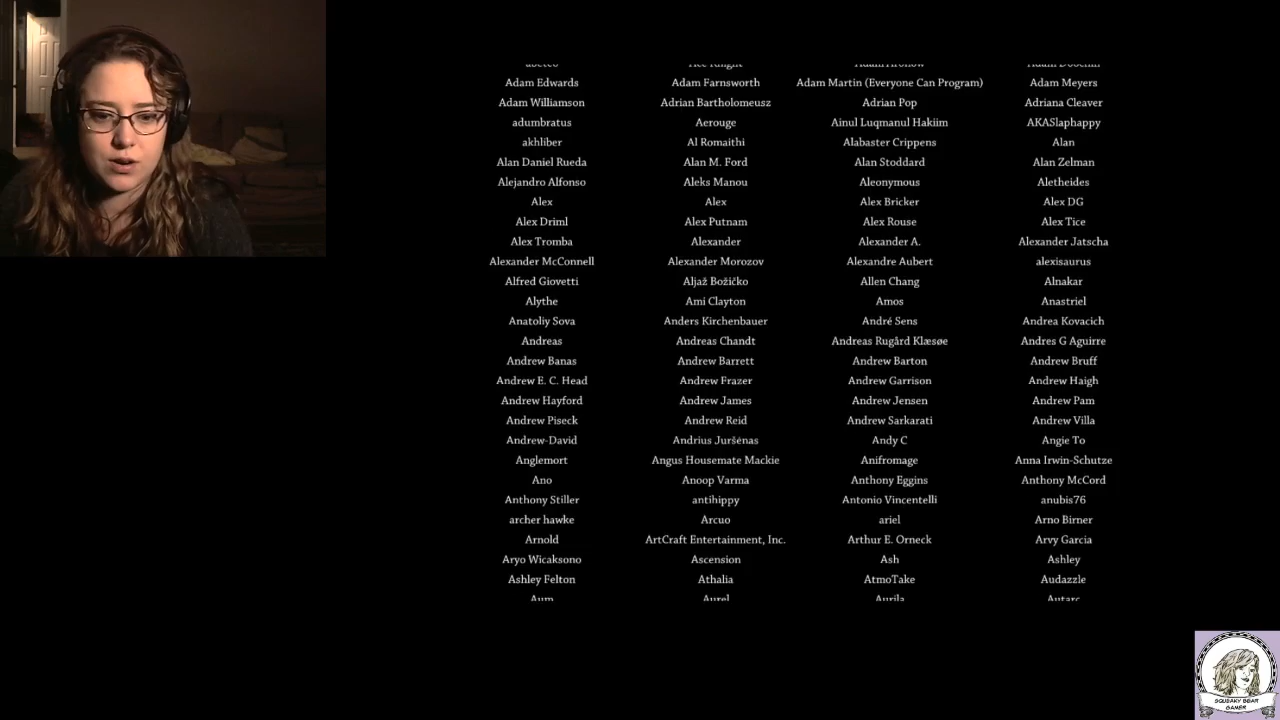 Adam Edwards Adam Farnsworth Adam Martin (Everyone Can Program) Adam Meyers
Adam Williamson Adrian Bartholomeusz Adrian Pop Adriana Cleaver
adumbratus Aerouge Ainul Luqmanul Hakiim AKASlaphappy
akhliber Al Romaithi Alabaster Crippens Alan
Alan Daniel Rueda Alan M. Ford Alan Stoddard Alan Zelman
Alejandro Alfonso Aleks Manou Aleonymous Aletheides
Alex Alex Alex Bricker Alex DG
Alex Driml Alex Putnam Alex Rouse Alex Tice
Alex Tromba Alexander Alexander A. Alexander Jatscha
Alexander McConnell Alexander Morozov Alexandre Aubert alexisaurus
Alfred Giovetti Aljaž Božičko Allen Chang Alnakar
Alythe Ami Clayton Amos Anastriel
Anatoliy Sova Anders Kirchenbauer André Sens Andrea Kovacich
Andreas Andreas Chandt Andreas Rugård Klæsøe Andres G Aguirre
Andrew Banas Andrew Barrett Andrew Barton Andrew Bruff
Andrew E. C. Head Andrew Frazer Andrew Garrison Andrew Haigh
Andrew Hayford Andrew James Andrew Jensen Andrew Pam
Andrew Piseck Andrew Reid Andrew Sarkarati Andrew Villa
Andrew-David Andrius Juršėnas Andy C Angie To
Anglemort Angus Housemate Mackie Anifromage Anna Irwin-Schutze
Ano Anoop Varma Anthony Eggins Anthony McCord
Anthony Stiller antihippy Antonio Vincentelli anubis76
archer hawke Arcuo ariel Arno Birner
Arnold ArtCraft Entertainment, Inc. Arthur E. Orneck Arvy Garcia
Aryo Wicaksono Ascension Ash Ashley
Ashley Felton Athalia AtmoTake Audazzle
Aum Aurel Aurila Autarc
SQUEAKY BEAR
GAMER